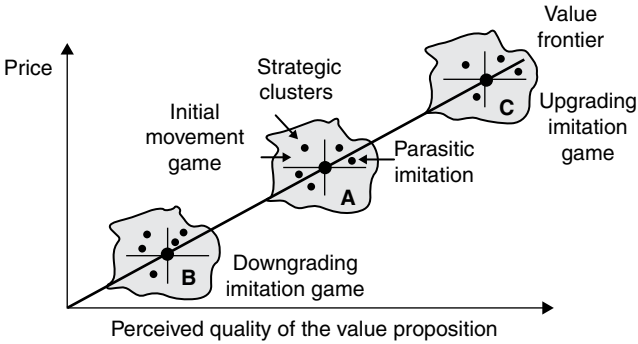 Value
frontier
Price
Strategic
clusters
Initial
movement
game
C
Upgrading
imitation
game
Parasitic
imitation
A
B
Downgrading
imitation game
Perceived quality of the value proposition